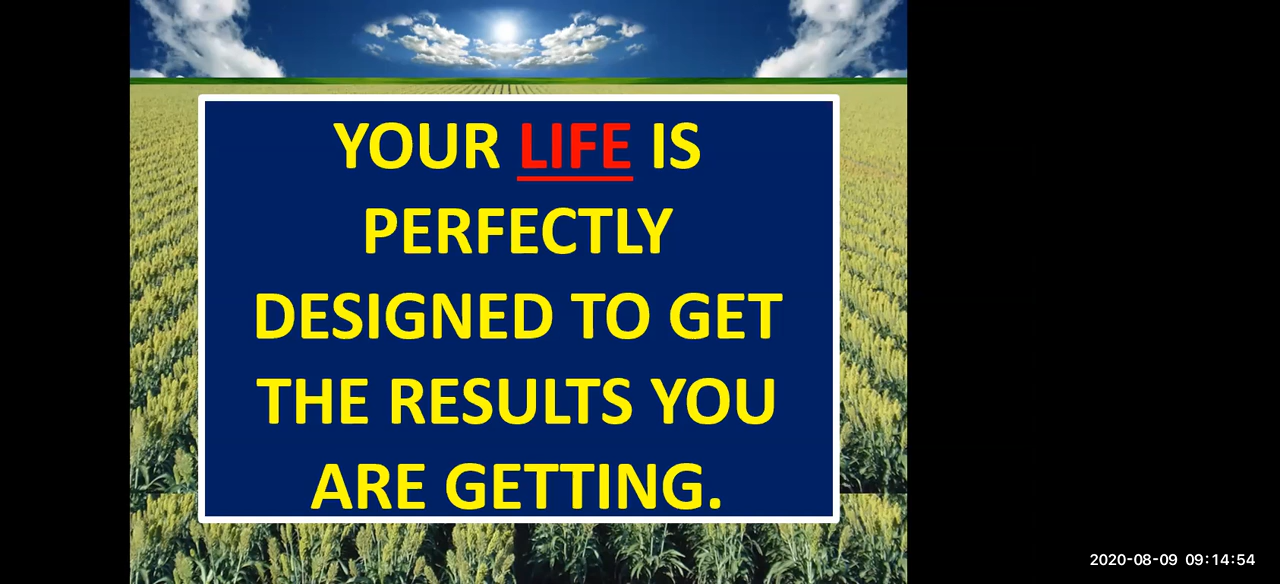 YOUR LIFE IS
PERFECTLY
DESIGNED TO GET
THE RESULTS YOU
ARE GETTING.
2020-08-09 09:14:54